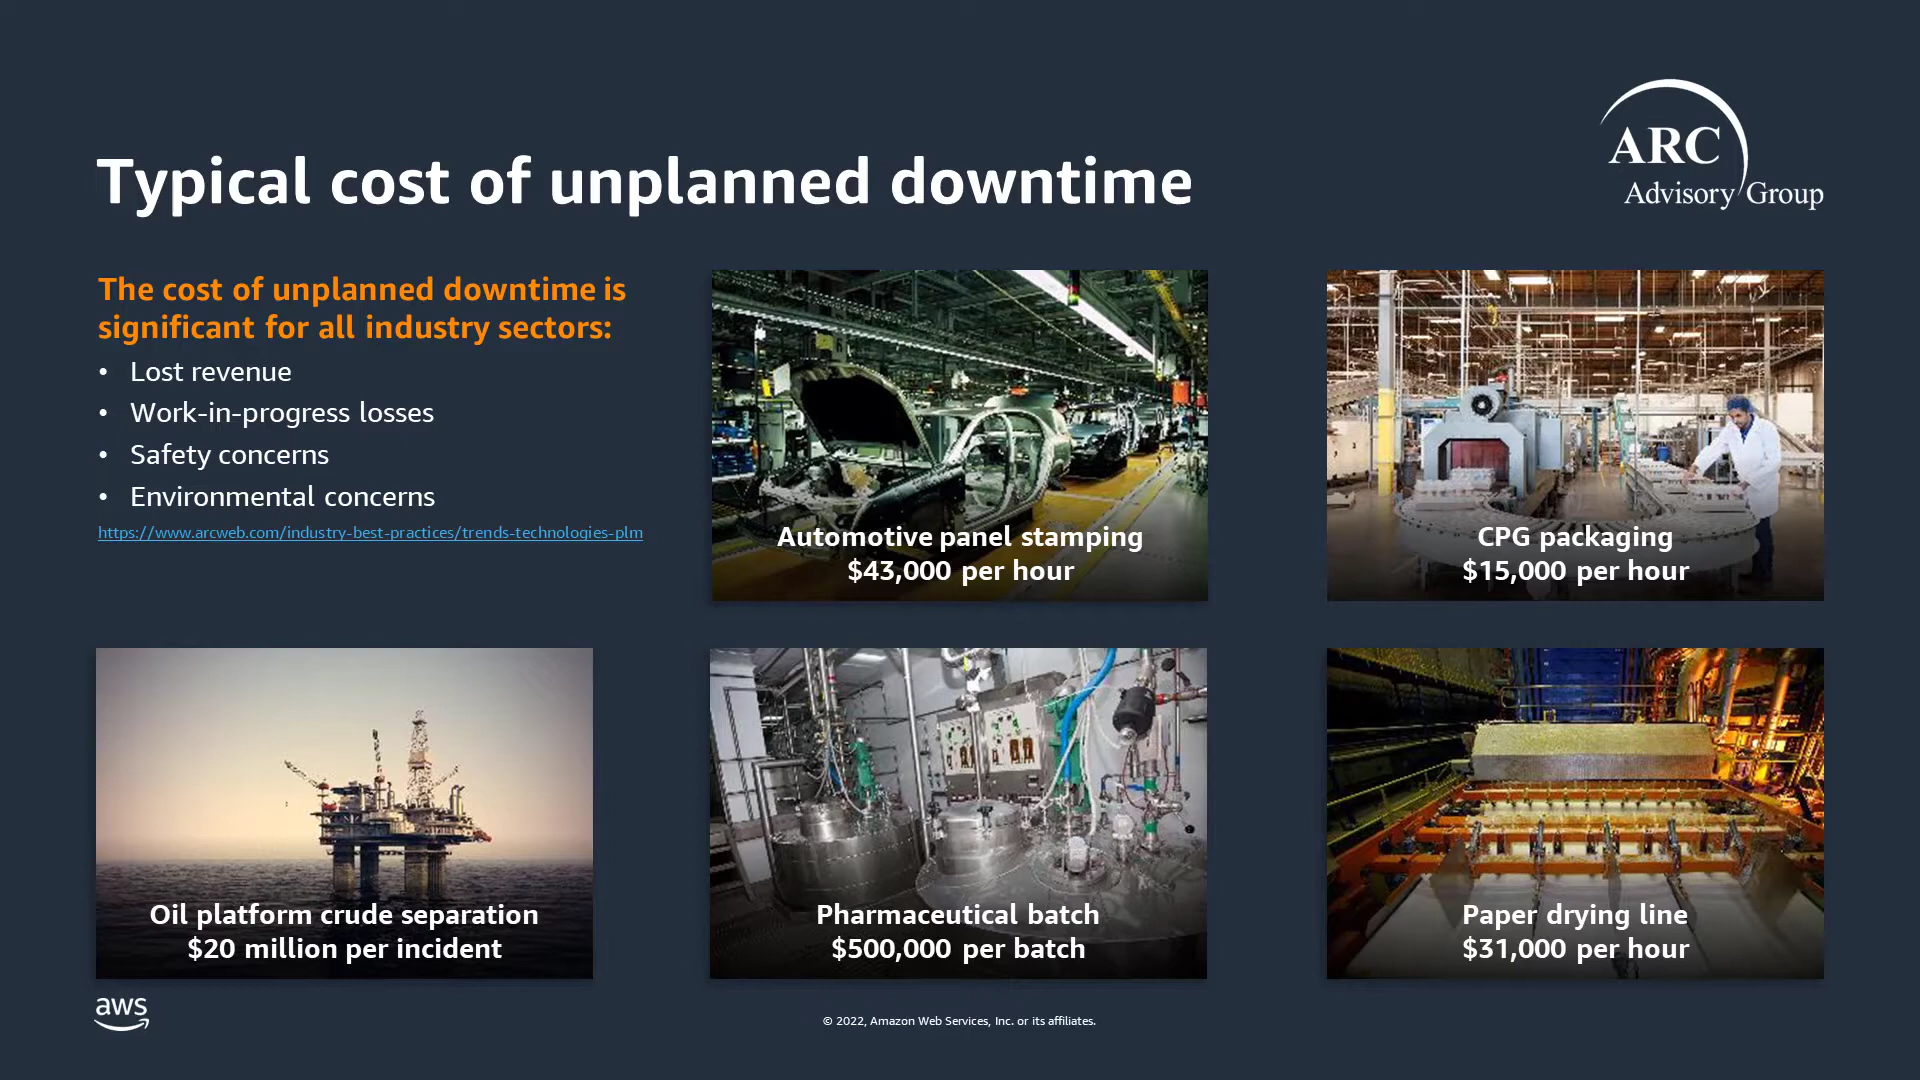 ARC
Advisory Group
Typical cost of unplanned downtime
The cost of unplanned downtime is
significant for all industry sectors:
• Lost revenue
• Work-in-progress losses
• Safety concerns
• Environmental concerns
https://www.arcweb.com/industry-best-practices/trends-technologies-plm
Automotive panel stamping
$43,000 per hour
CPG packaging
$15,000 per hour
Oil platform crude separation
$20 million per incident
Pharmaceutical batch
$500,000 per batch
Paper drying line
$31,000 per hour
aws
© 2022, Amazon Web Services, Inc. or its affiliates.